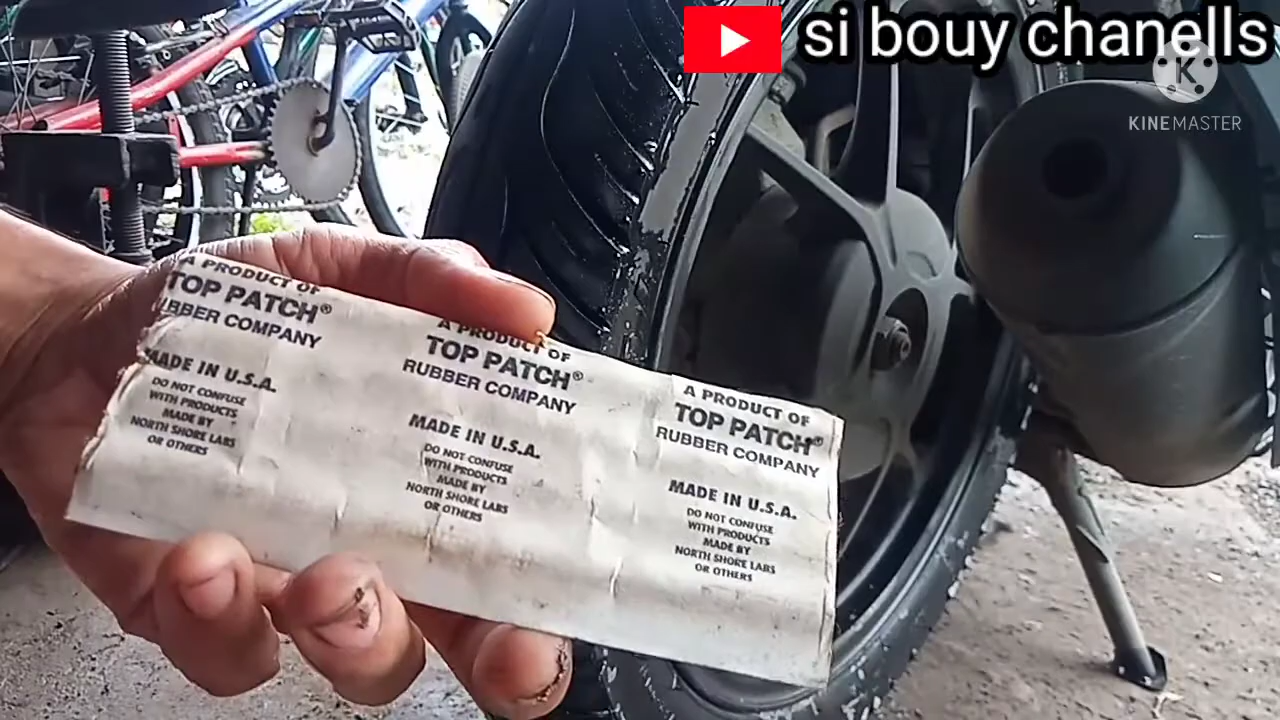 si bouy chanells
K
KINEMASTER
A PRODUCT OF
TOP PATCH®
RUBBER COMPANY
MADE IN U.S.A.
DO NOT CONFUSE
WITH PRODUCTS
MADE BY
NORTH SHORE LABS
OR OTHERS
A PRODUCT OF
TOP PATCH®
RUBBER COMPANY
MADE IN U.S.A.
DO NOT CONFUSE
WITH PRODUCTS
MADE BY
NORTH SHORE LABS
OR OTHERS
A PRODUCT OF
TOP PATCH®
RUBBER COMPANY
MADE IN U.S.A.
DO NOT CONFUSE
WITH PRODUCTS
MADE BY
NORTH SHORE LABS
OR OTHERS